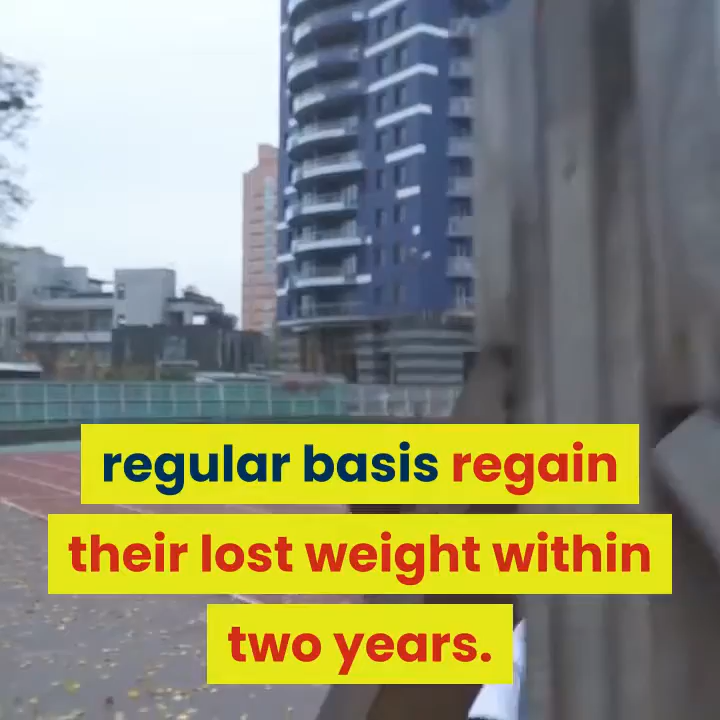 regular basis regain
their lost weight within
two years.